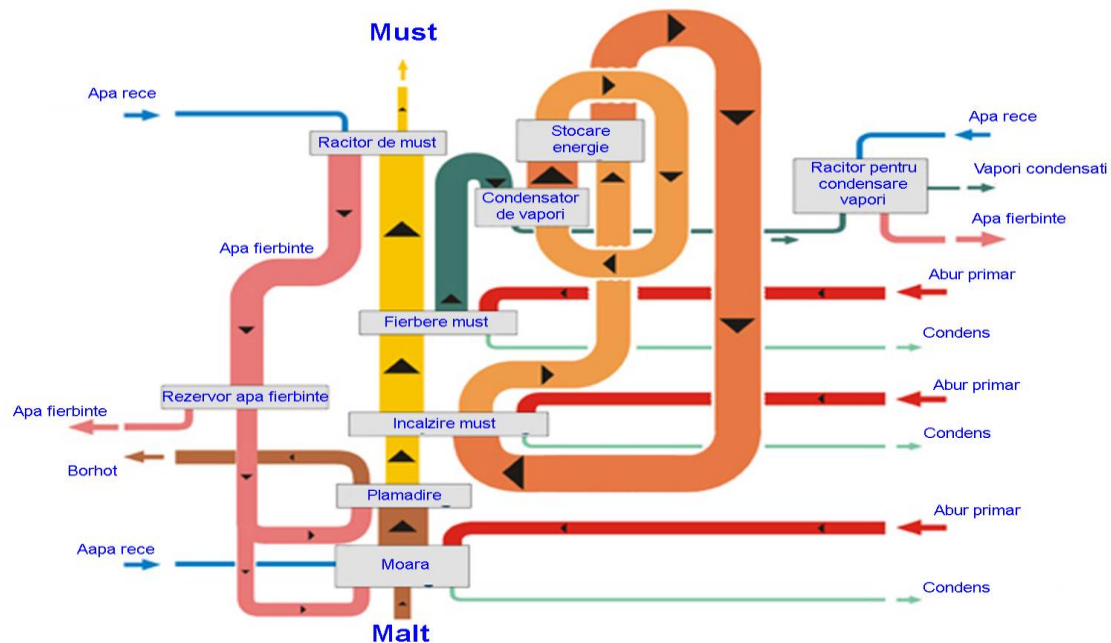 Must
Apa rece
Racitor de must
Stocare
energie
Apa rece
Vapori condensati
Racitor pentru
condensare
vapori
Condensator
de vapori
Apa fierbinte
Apa fierbinte
Abur primar
Fierbere must
Condens
Rezervor apa fierbinte
Abur primar
Apa fierbinte
Incalzire must
Condens
Borhot
Plamadire
Abur primar
Aapa rece
Moara
Condens
Malt